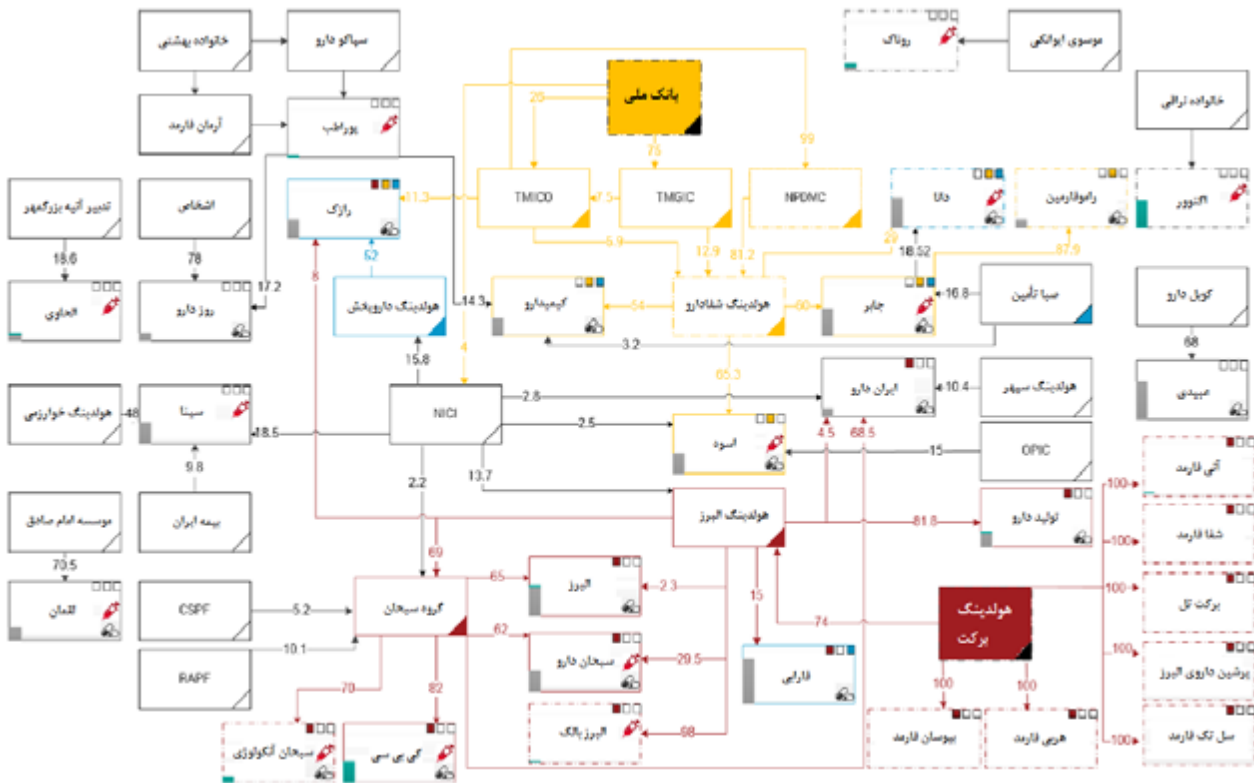 خانواده بهشتی
سپاکو دارو
روناک
موسوی ایوانکی
بانک ملی
خانواده نراقی
آرمان فارمد
پوراطب
26
75
99
تدبیر آتیه بزرگمهر
اشخاص
رازک
11.3
TMICO
7.5
TMGIC
NPDMC
دانا
راموفارمین
اکتوور
18.6
78
8
52
5.9
12.9
81.2
29
18.52
87.9
17.2
14.3
الحاوی
روز دارو
هولدینگ داروپخش
کیمیدارو
54
هولدینگ شفادارو
60
جابر
16.8
صبا تأمین
کوبل دارو
3.2
15.8
4
65.3
68
هولدینگ خوارزمی
48
سینا
18.5
NICI
2.8
2.5
ایران دارو
10.4
هولدینگ سپهر
عبیدی
اسوه
4.5
68.5
15
OPIC
9.8
2.2
13.7
آتی فارمد
100
موسسه امام صادق
بیمه ایران
هولدینگ البرز
81.8
تولید دارو
شفا فارمد
100
70.5
69
لقمان
CSPF
5.2
گروه سبحان
65
البرز
2.3
15
74
هولدینگ
برکت
100
برکت تل
RAPF
10.1
62
سبحان دارو
29.5
فارابی
100
پرشین داروی البرز
70
82
100
100
سبحان آنکولوژی
البرز بالک
98
بیوسان فارمد
هربی فارمد
100
سل تک فارمد